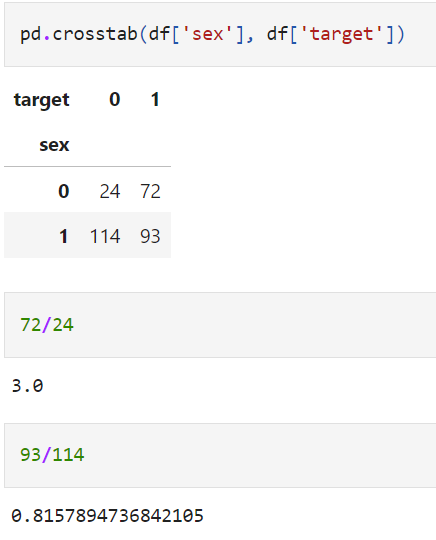 pd.crosstab(df['sex'], df['target'])
target 0 1
sex
0 24 72
1 114 93
72/24
3.0
93/114
0.8157894736842105